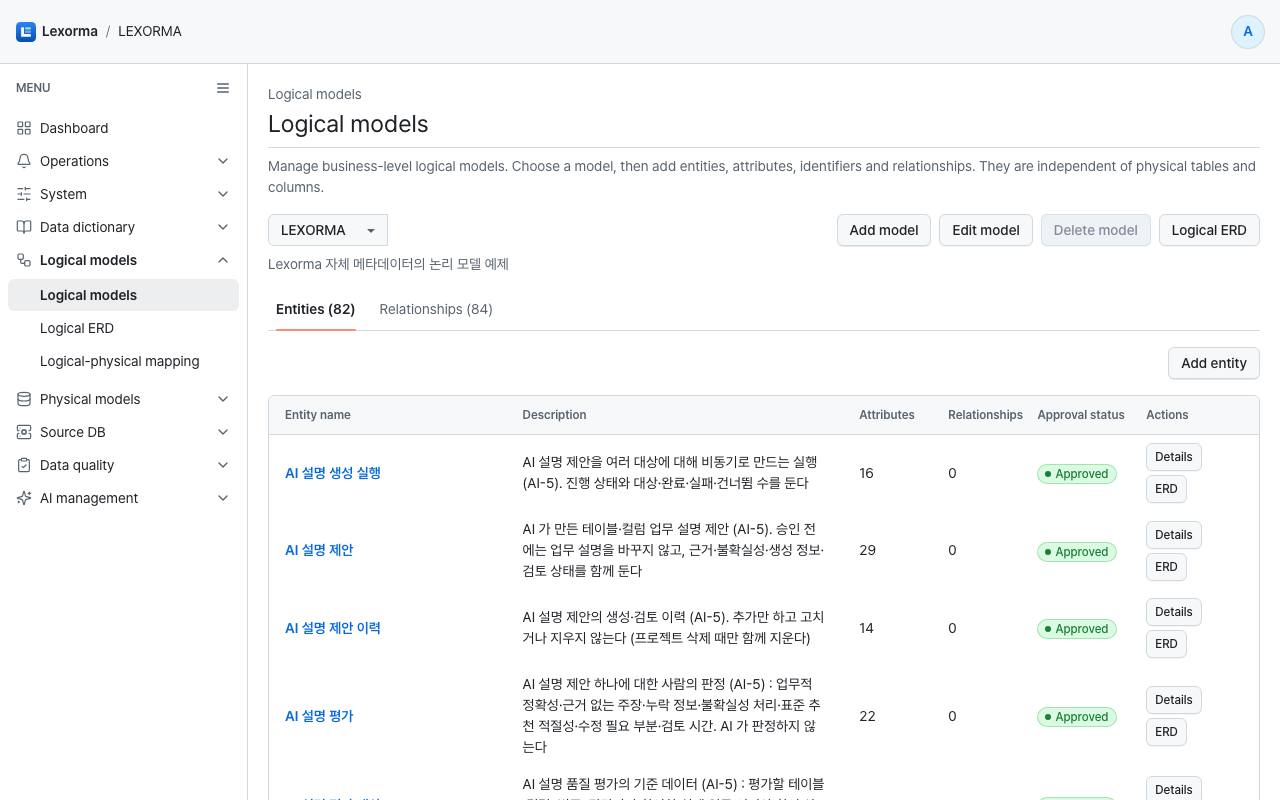 Lexorma / LEXORMA
A
MENU
Dashboard
Operations
System
Data dictionary
Logical models
Logical models
Logical ERD
Logical-physical mapping
Physical models
Source DB
Data quality
AI management
Logical models
Logical models
Manage business-level logical models. Choose a model, then add entities, attributes, identifiers and relationships. They are independent of physical tables and
columns.
LEXORMA
Add model
Edit model
Delete model
Logical ERD
Lexorma 자체 메타데이터의 논리 모델 예제
Entities (82)
Relationships (84)
Add entity
Entity name
Description
Attributes
Relationships
Approval status
Actions
AI 설명 생성 실행
AI 설명 제안을 여러 대상에 대해 비동기로 만드는 실행
(AI-5). 진행 상태와 대상·완료·실패·건너뜀 수를 둔다
16
0
Approved
Details
ERD
AI 설명 제안
AI 가 만든 테이블·컬럼 업무 설명 제안 (AI-5). 승인 전
에는 업무 설명을 바꾸지 않고, 근거·불확실성·생성 정보·
검토 상태를 함께 둔다
29
0
Approved
Details
ERD
AI 설명 제안 이력
AI 설명 제안의 생성·검토 이력 (AI-5). 추가만 하고 고치
거나 지우지 않는다 (프로젝트 삭제 때만 함께 지운다)
14
0
Approved
Details
ERD
AI 설명 평가
AI 설명 제안 하나에 대한 사람의 판정 (AI-5) : 업무적
정확성·근거 없는 주장·누락 정보·불확실성 처리·표준 추
천 적절성·수정 필요 부분·검토 시간. AI 가 판정하지 않
는다
22
0
Approved
Details
ERD
AI 설명 품질 평가의 기준 데이터 (AI-5) : 평가할 테이블
Details